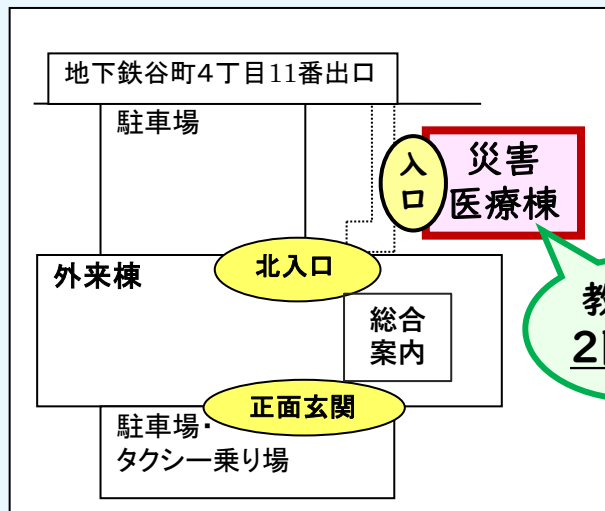 地下鉄谷町4丁目11番出口
駐車場
入
口
災害
医療棟
外来棟
北入口
総合
案内
正面玄関
駐車場・
タクシー乗り場